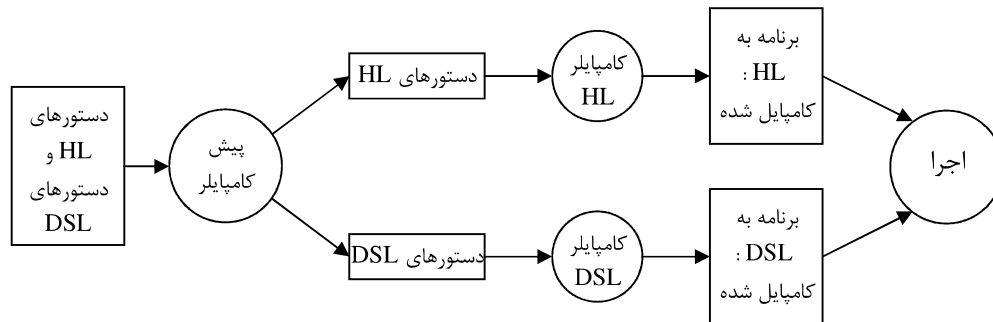 دستورهای
HL و
دستورهای
DSL
پیش
کامپایلر
دستورهای HL
کامپایلر
HL
برنامه به
HL :
کامپایل شده
دستورهای DSL
کامپایلر
DSL
برنامه به
DSL :
کامپایل شده
اجرا